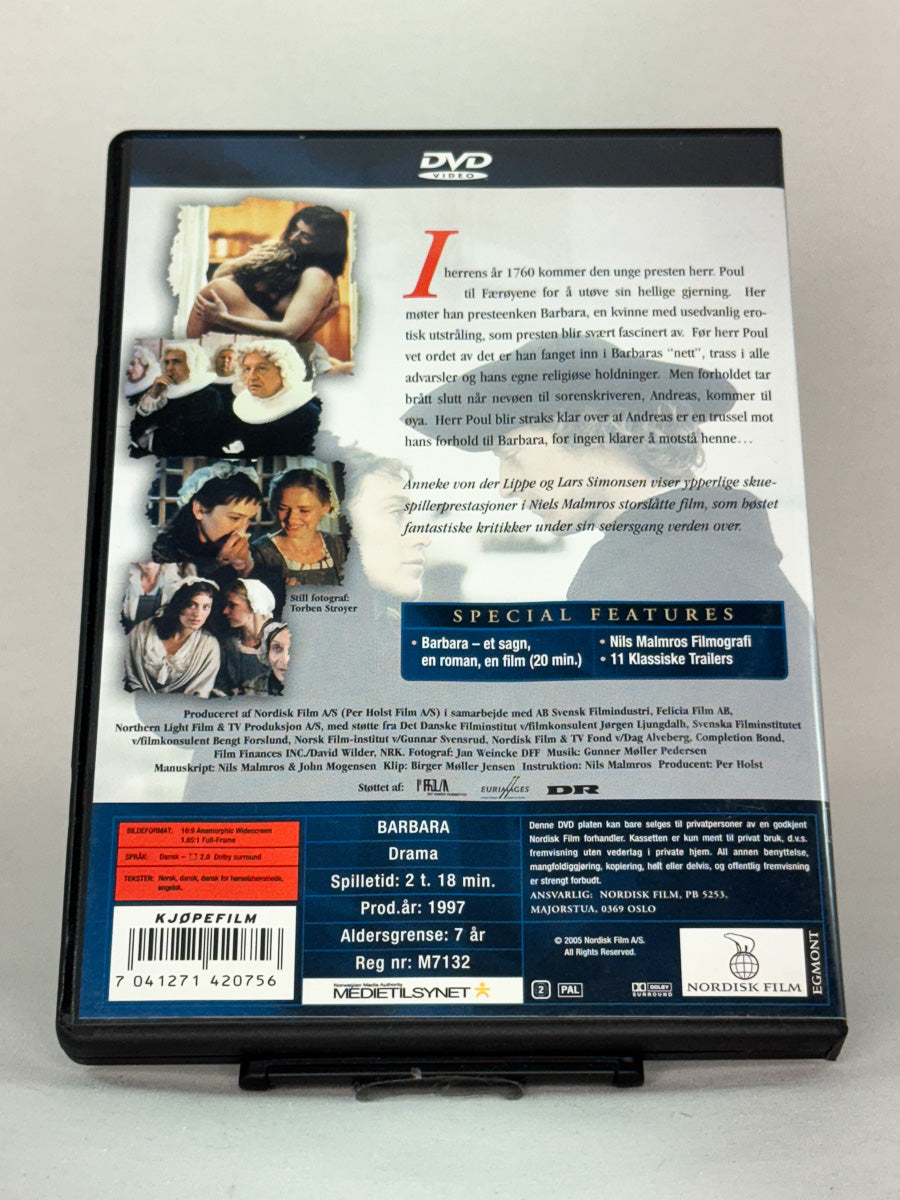 DVD
VIDEO
I herrens år 1760 kommer den unge presten herr. Poul
til Færøyene for å utøve sin hellige gjerning. Her
møter han presteenken Barbara, en kvinne med usedvanlig ero-
tisk utstråling, som presten blir svært fascinert av. Før herr Poul
vet ordet av det er han fanget inn i Barbaras "nett", trass i alle
advarsler og hans egne religiøse holdninger. Men forholdet tar
brått slutt når nevøen til sorenskriveren, Andreas, kommer til
øya. Herr Poul blir straks klar over at Andreas er en trussel mot
hans forhold til Barbara, for ingen klarer å motstå henne...
Anneke von der Lippe og Lars Simonsen viser ypperlige skue-
spillerprestasjoner i Niels Malmros storslåtte film, som høstet
fantastiske kritikker under sin seiersgang verden over.
Still fotograf:
Torben Stroyer
SPECIAL FEATURES
• Barbara – et sagn,
en roman, en film (20 min.)
• Nils Malmros Filmografi
• 11 Klassiske Trailers
Produceret af Nordisk Film A/S (Per Holst Film A/S) i samarbejde med AB Svensk Filmindustri, Felicia Film AB,
Northern Light Film & TV Produksjon A/S, med støtte fra Det Danske Filminstitut v/filmkonsulent Jørgen Ljungdalh, Svenska Filminstitutet
v/filmkonsulent Bengt Forslund, Norsk Film-institut v/Gunnar Svensrud, Nordisk Film & TV Fond v/Dag Alveberg, Completion Bond,
Film Finances INC./David Wilder, NRK. Fotograf: Jan Weincke DFF Musik: Gunner Møller Pedersen
Manuskript: Nils Malmros & John Mogensen Klip: Birger Møller Jensen Instruktion: Nils Malmros Producent: Per Holst
Støttet af:
EURIMAGES
DR
BILDEFORMAT: 16:9 Anamorphic Widescreen
1.85:1 Full-Frame
SPRÅK: Dansk – 2.0 Dolby surround
TEKSTER: Norsk, dansk, dansk for hørselshemmede,
engelsk.
KJØPEFILM
7 041271 420756
BARBARA
Drama
Spilletid: 2 t. 18 min.
Prod.år: 1997
Aldersgrense: 7 år
Reg nr: M7132
Norwegian Media Authority
MEDIETILSYNET
Denne DVD platen kan bare selges til privatpersoner av en godkjent
Nordisk Film forhandler. Kassetten er kun ment til privat bruk, d.v.s.
fremvisning uten vederlag i private hjem. All annen benyttelse,
mangfoldiggjøring, kopiering, helt eller delvis, og offentlig fremvisning
er strengt forbudt.
ANSVARLIG: NORDISK FILM, PB 5253,
MAJORSTUA, 0369 OSLO
© 2005 Nordisk Film A/S.
All Rights Reserved.
2 PAL
DOLBY
SURROUND
NORDISK FILM
EGMONT